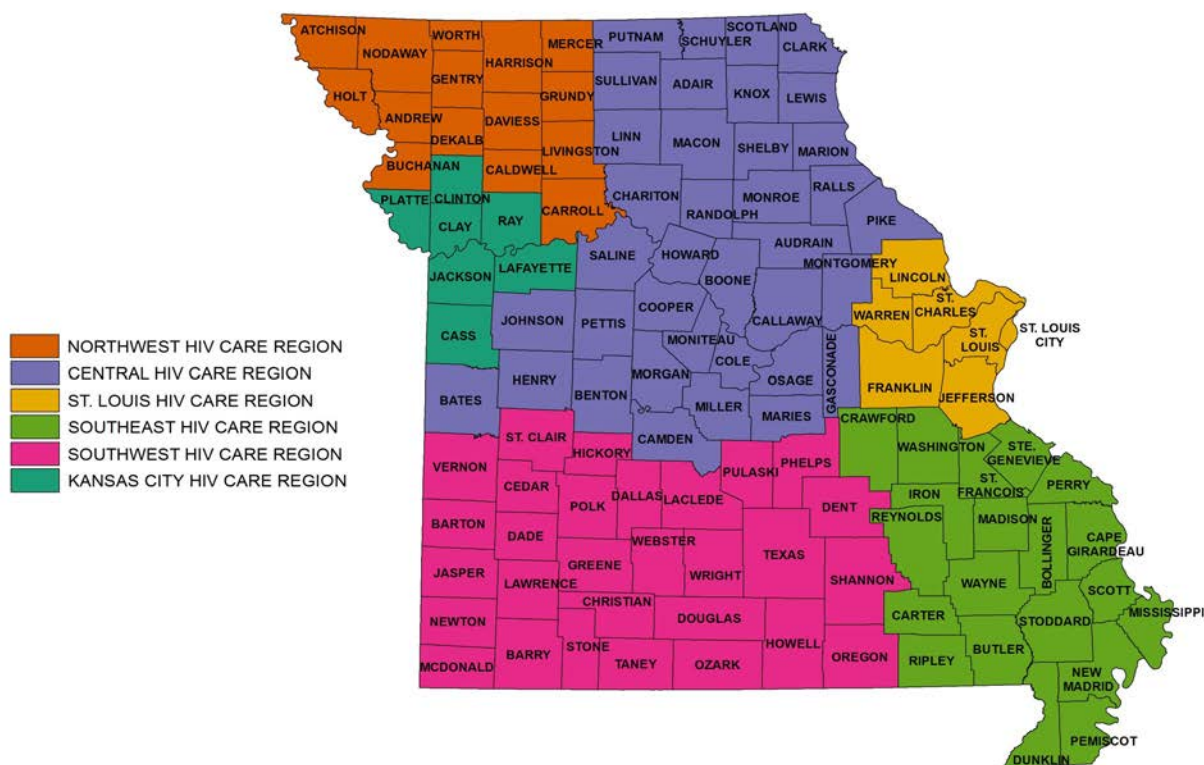 ATCHISON
NODAWAY
WORTH
HARRISON
MERCER
PUTNAM
SCHUYLER
SCOTLAND
CLARK
GENTRY
SULLIVAN
ADAIR
KNOX
LEWIS
HOLT
GRUNDY
ANDREW
DEKALB
DAVIESS
LINN
MACON
SHELBY
MARION
LIVINGSTON
BUCHANAN
CALDWELL
CHARITON
MONROE
RALLS
PLATTE
CLINTON
RAY
CARROLL
RANDOLPH
PIKE
CLAY
AUDRAIN
SALINE
HOWARD
MONTGOMERY
JACKSON
LAFAYETTE
BOONE
LINCOLN
COOPER
ST.
CHARLES
JOHNSON
PETTIS
CALLAWAY
WARREN
CASS
MONITEAU
ST.
LOUIS
ST. LOUIS
CITY
COLE
GASCONADE
HENRY
MORGAN
OSAGE
FRANKLIN
BATES
BENTON
MILLER
MARIES
JEFFERSON
NORTHWEST HIV CARE REGION
CENTRAL HIV CARE REGION
ST. LOUIS HIV CARE REGION
SOUTHEAST HIV CARE REGION
SOUTHWEST HIV CARE REGION
KANSAS CITY HIV CARE REGION
ST. CLAIR
CAMDEN
CRAWFORD
WASHINGTON
STE.
GENEVIEVE
HICKORY
VERNON
PULASKI
PHELPS
ST.
FRANCOIS
PERRY
CEDAR
DALLAS
LACLEDE
IRON
POLK
DENT
REYNOLDS
MADISON
BARTON
DADE
WEBSTER
TEXAS
BOLLINGER
CAPE
GIRARDEAU
JASPER
GREENE
WRIGHT
SHANNON
LAWRENCE
WAYNE
SCOTT
CHRISTIAN
MISSISSIPPI
NEWTON
DOUGLAS
CARTER
STODDARD
STONE
HOWELL
BARRY
BUTLER
MCDONALD
TANEY
OZARK
OREGON
RIPLEY
NEW
MADRID
PEMISCOT
DUNKLIN